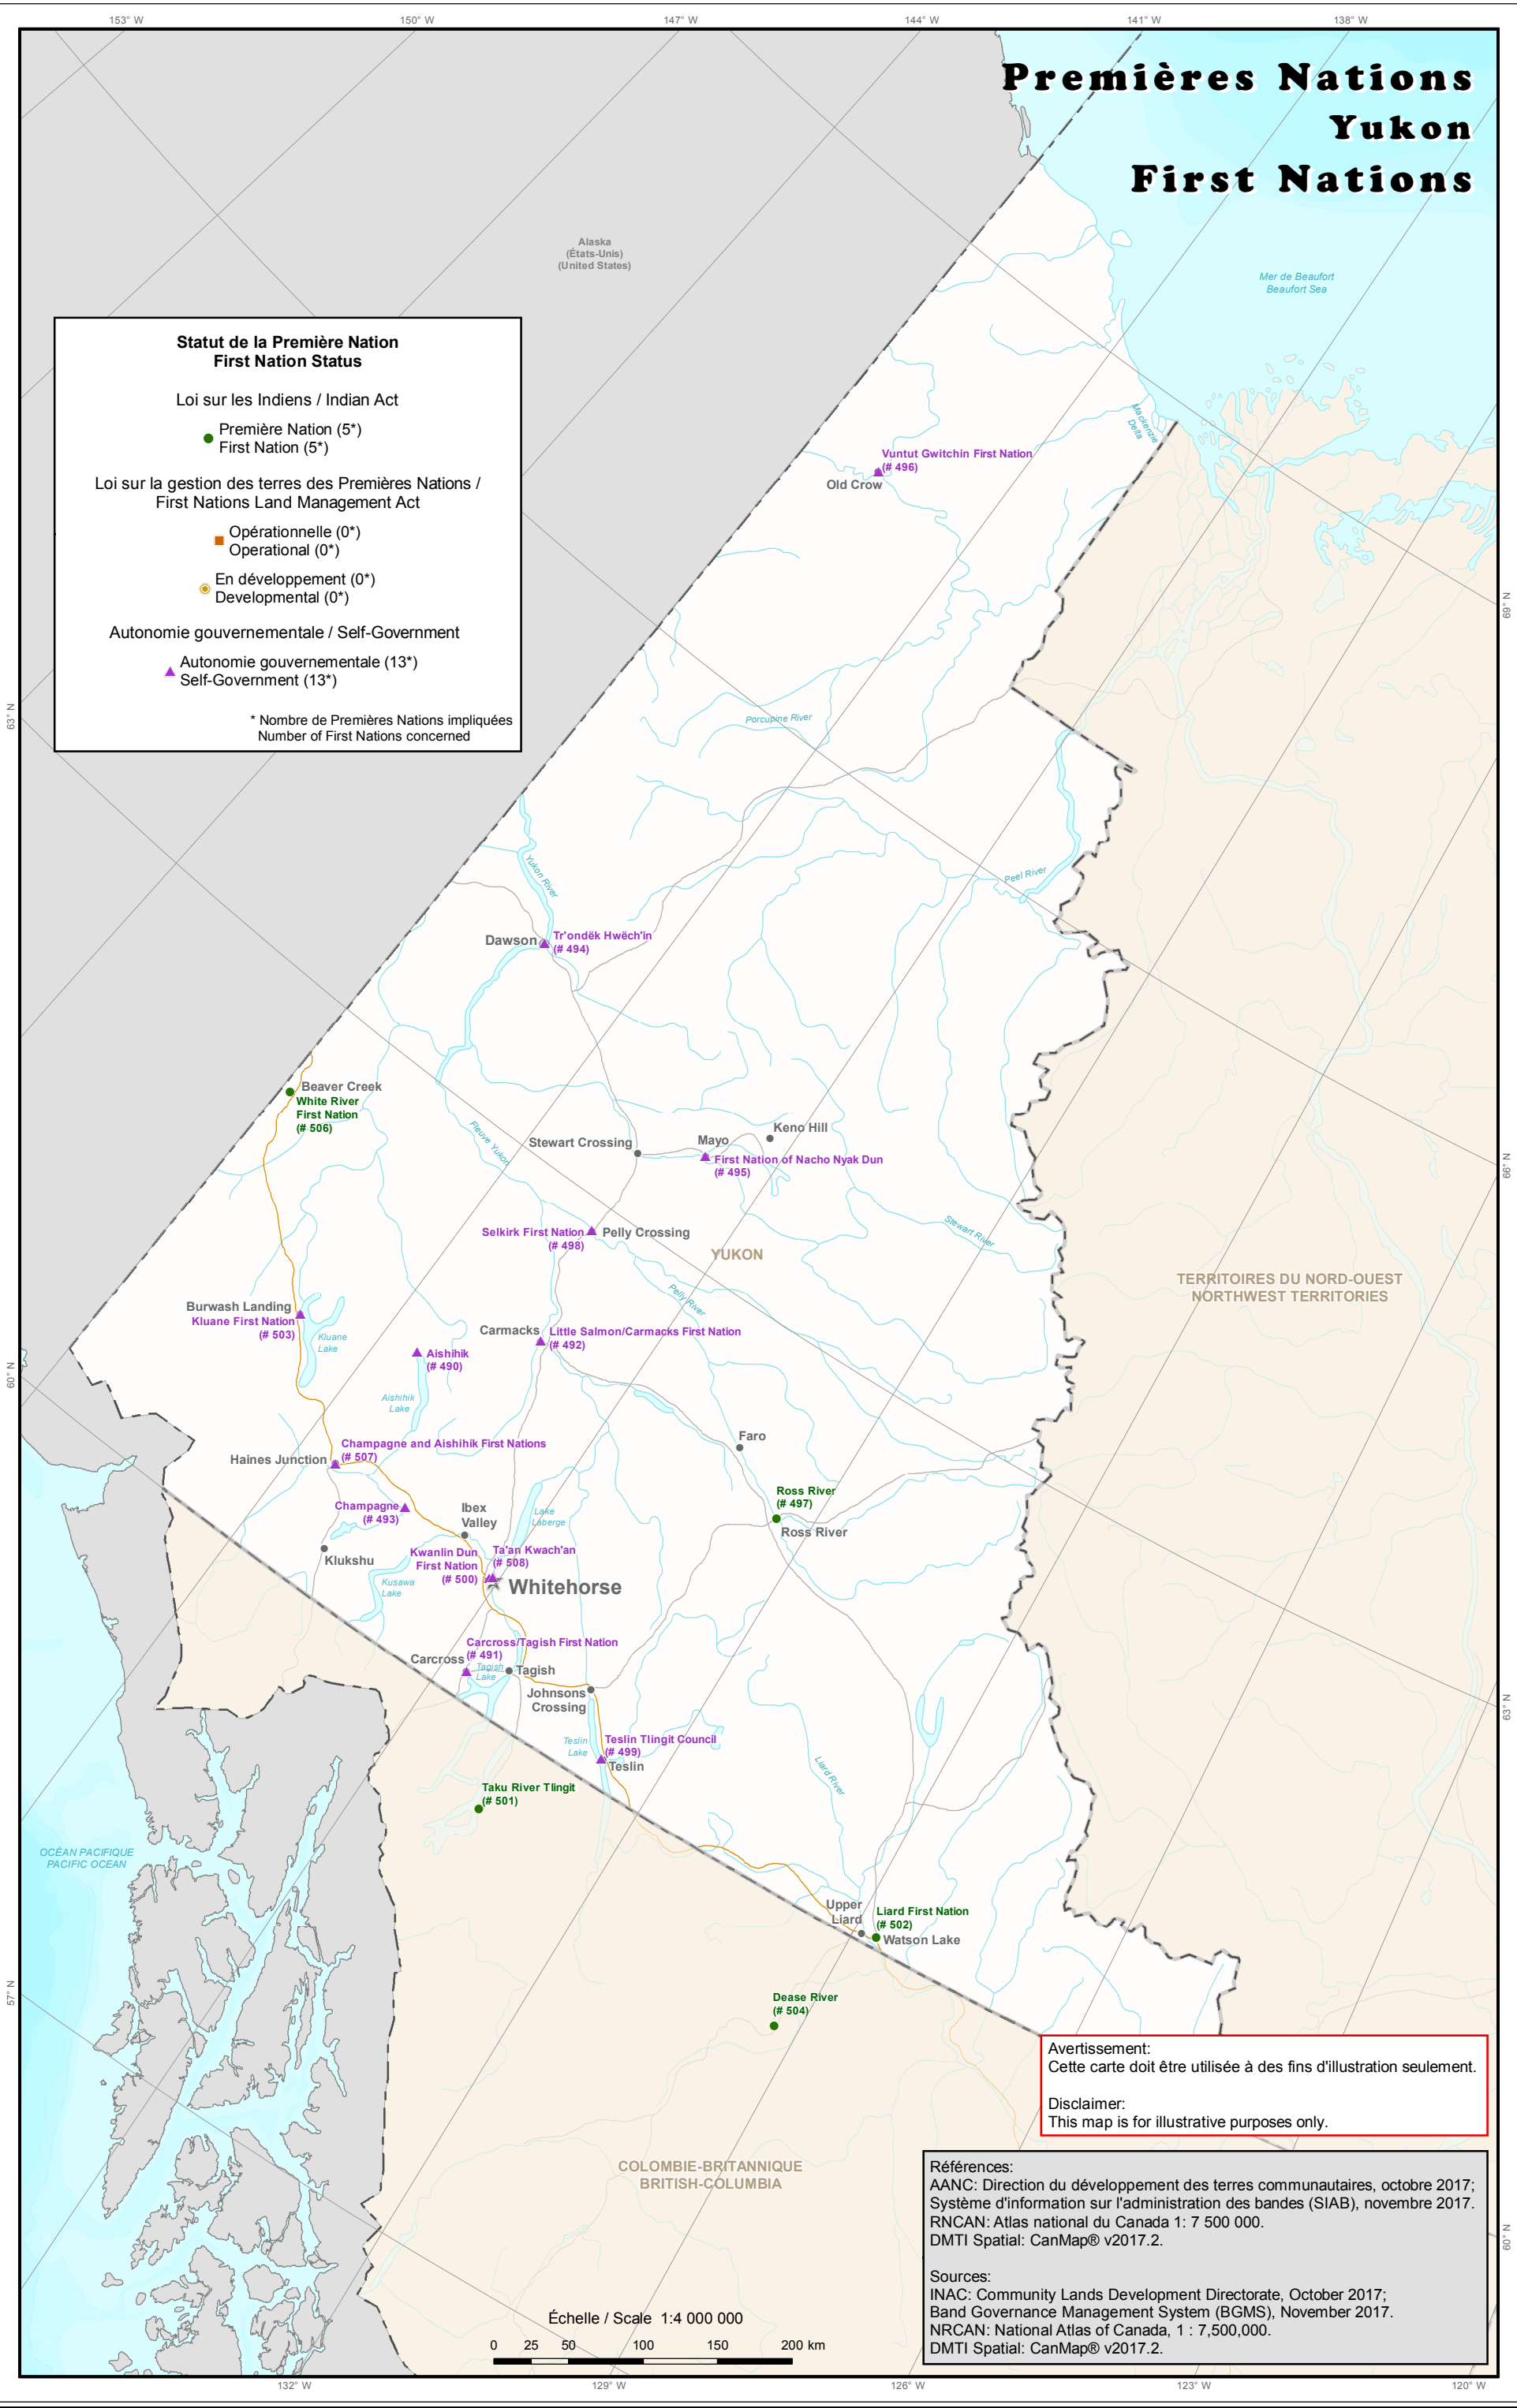 153° W
150° W
147° W
144° W
141° W
138° W
Premières Nations
Yukon
First Nations
Alaska
(États-Unis)
(United States)
Mer de Beaufort
Beaufort Sea
Statut de la Première Nation
First Nation Status
Loi sur les Indiens / Indian Act
Première Nation (5*)
First Nation (5*)
Loi sur la gestion des terres des Premières Nations /
First Nations Land Management Act
Opérationnelle (0*)
Operational (0*)
En développement (0*)
Developmental (0*)
Autonomie gouvernementale / Self-Government
Autonomie gouvernementale (13*)
Self-Government (13*)
* Nombre de Premières Nations impliquées
Number of First Nations concerned
Mackenzie
Delta
Vuntut Gwitchin First Nation
(# 496)
Old Crow
69° N
63° N
Porcupine River
Yukon River
Peel River
Dawson
Tr'ondëk Hwëch'in
(# 494)
Beaver Creek
White River
First Nation
(# 506)
Fleuve Yukon
Stewart Crossing
Mayo
Keno Hill
First Nation of Nacho Nyak Dun
(# 495)
66° N
Selkirk First Nation
(# 498)
Pelly Crossing
Stewart River
YUKON
TERRITOIRES DU NORD-OUEST
NORTHWEST TERRITORIES
Pelly River
Burwash Landing
Kluane First Nation
(# 503)
Kluane
Lake
Carmacks
Little Salmon/Carmacks First Nation
(# 492)
Aishihik
(# 490)
60° N
Aishihik
Lake
Faro
Champagne and Aishihik First Nations
(# 507)
Haines Junction
Ross River
(# 497)
Ross River
Champagne
(# 493)
Ibex
Valley
Lake
Laberge
Klukshu
Kwanlin Dun
First Nation
(# 500)
Ta'an Kwach'an
(# 508)
Whitehorse
Kusawa
Lake
Carcross/Tagish First Nation
(# 491)
Carcross
Tagish
Lake
Tagish
Johnsons
Crossing
63° N
Teslin
Lake
Teslin Tlingit Council
(# 499)
Teslin
Liard River
Taku River Tlingit
(# 501)
OCÉAN PACIFIQUE
PACIFIC OCEAN
Upper
Liard
Liard First Nation
(# 502)
Watson Lake
57° N
Dease River
(# 504)
Avertissement:
Cette carte doit être utilisée à des fins d'illustration seulement.
Disclaimer:
This map is for illustrative purposes only.
COLOMBIE-BRITANNIQUE
BRITISH-COLUMBIA
Références:
AANC: Direction du développement des terres communautaires, octobre 2017;
Système d'information sur l'administration des bandes (SIAB), novembre 2017.
RNCAN: Atlas national du Canada 1: 7 500 000.
DMTI Spatial: CanMap® v2017.2.
Sources:
INAC: Community Lands Development Directorate, October 2017;
Band Governance Management System (BGMS), November 2017.
NRCAN: National Atlas of Canada, 1 : 7,500,000.
DMTI Spatial: CanMap® v2017.2.
60° N
Échelle / Scale 1:4 000 000
0 25 50 100 150 200 km
132° W
129° W
126° W
123° W
120° W